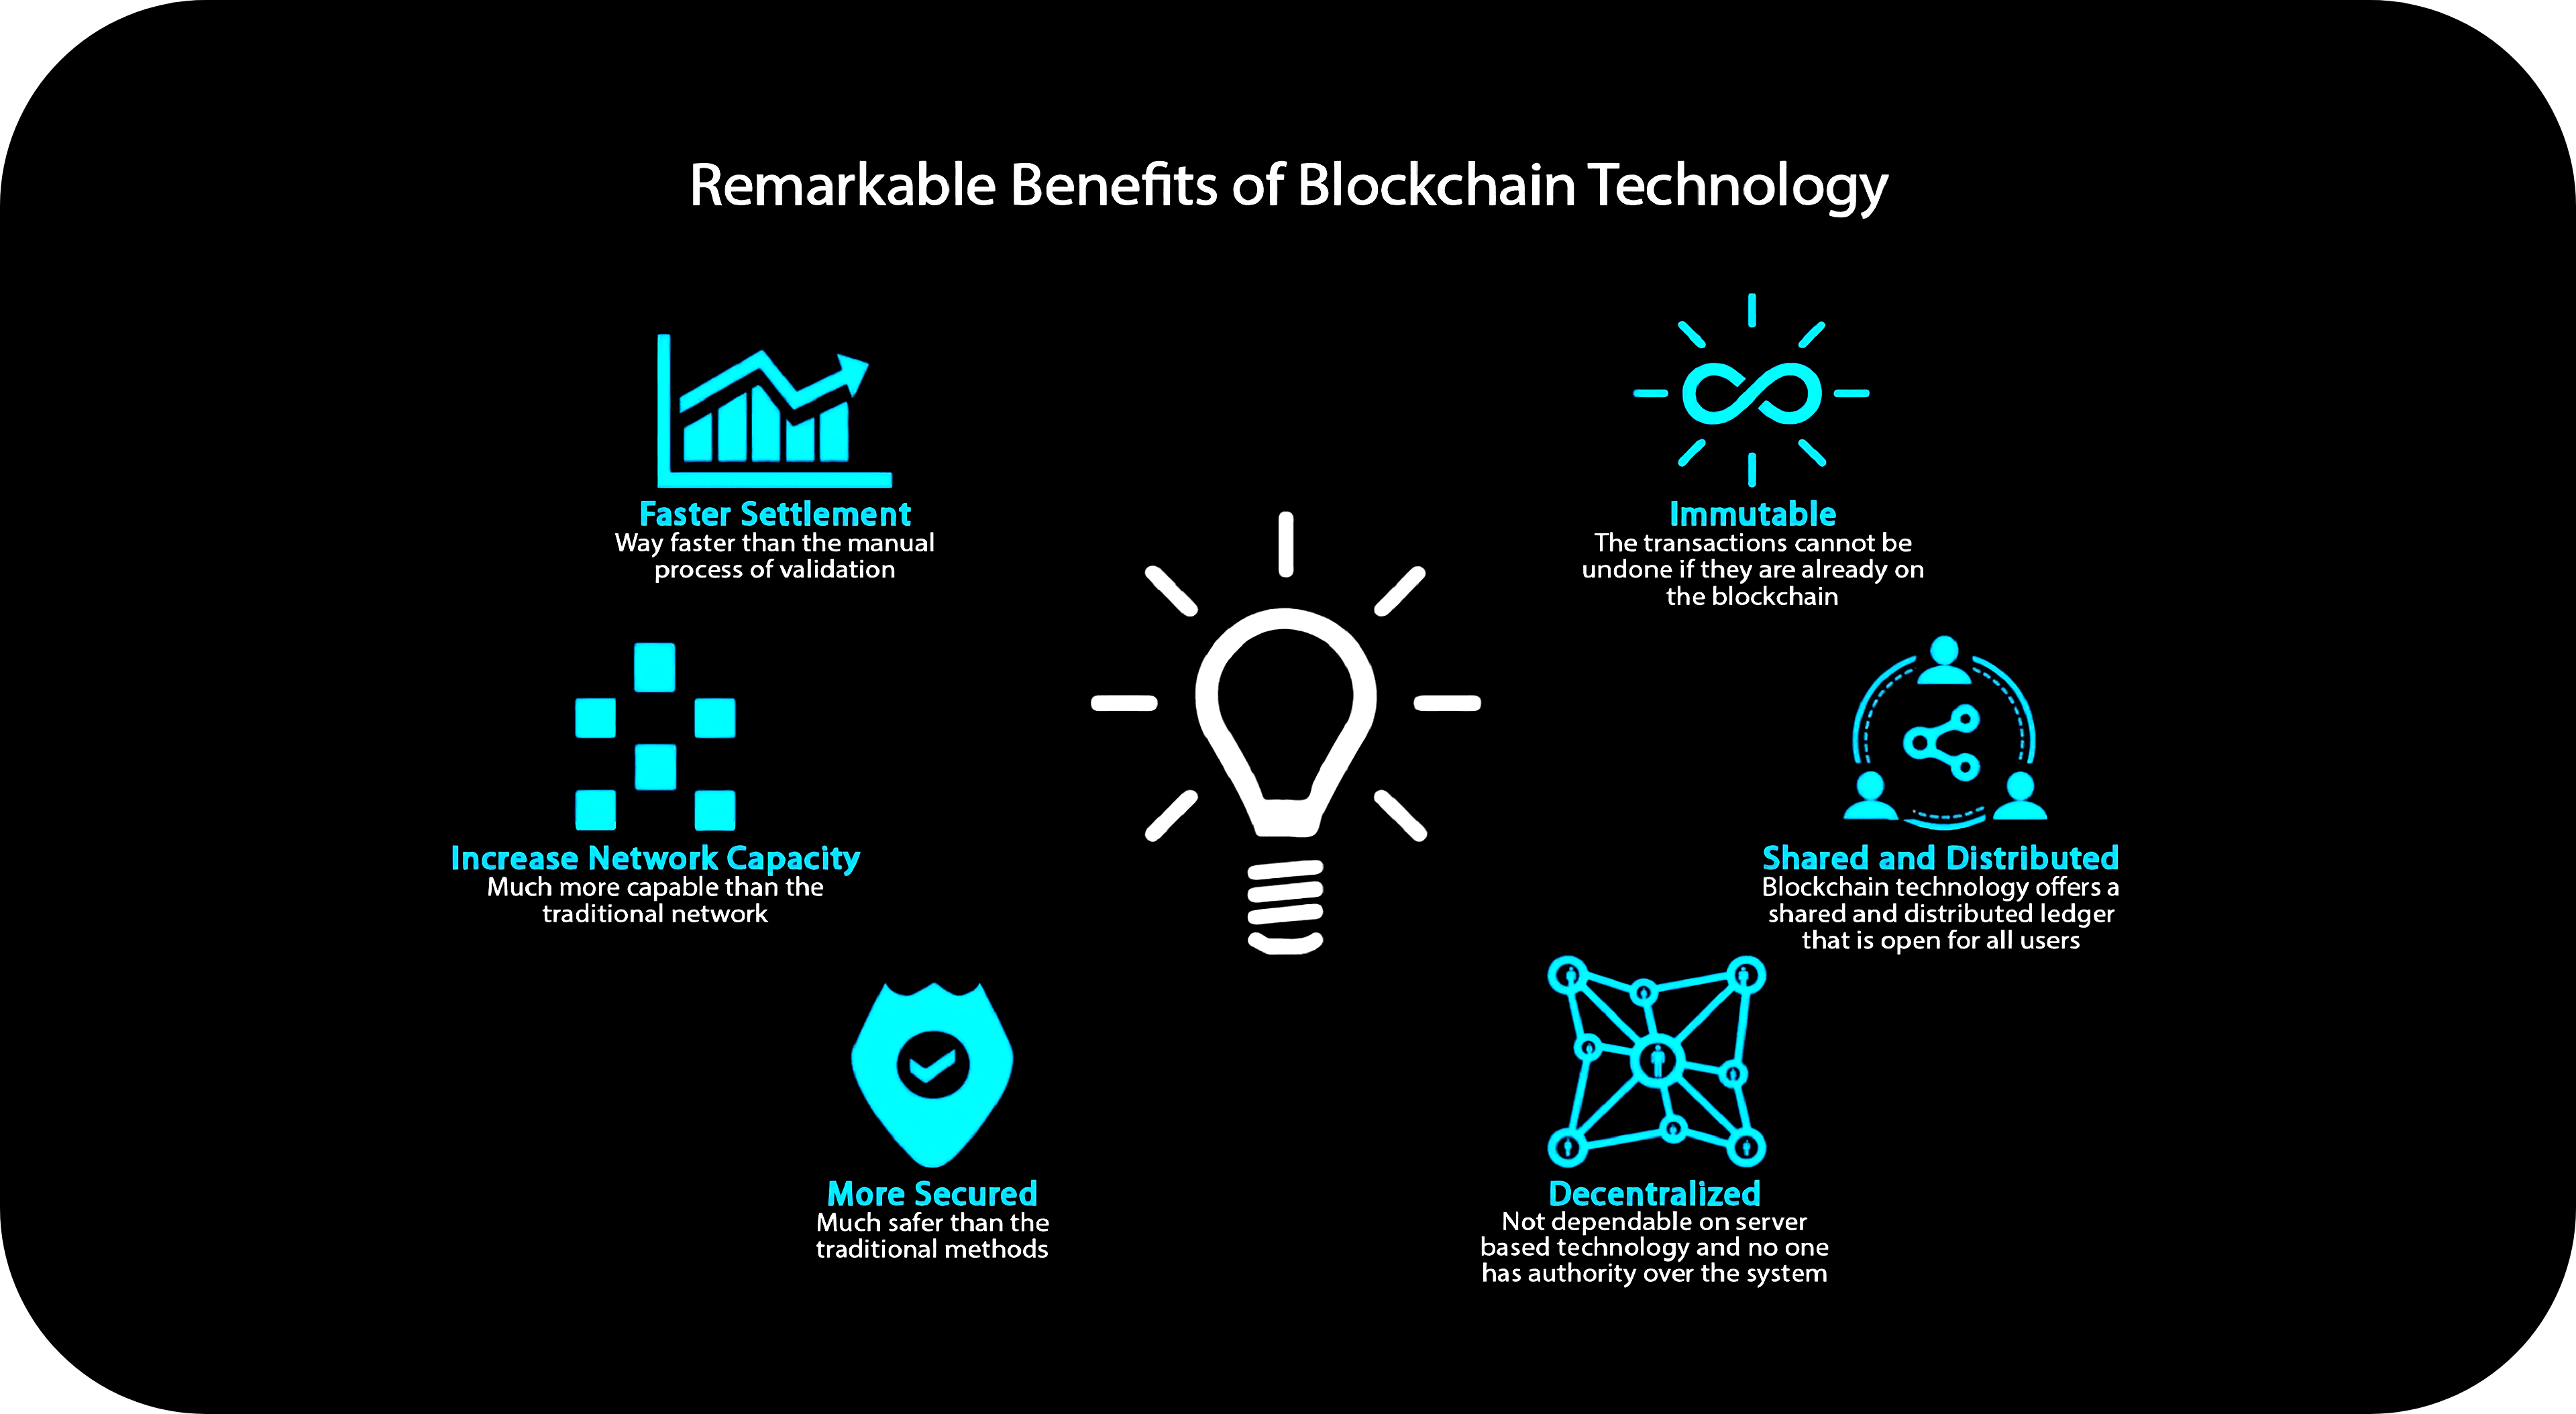 Remarkable Benefits of Blockchain Technology
Faster Settlement
Way faster than the manual
process of validation
Immutable
The transactions cannot be
undone if they are already on
the blockchain
Increase Network Capacity
Much more capable than the
traditional network
Shared and Distributed
Blockchain technology offers a
shared and distributed ledger
that is open for all users
More Secured
Much safer than the
traditional methods
Decentralized
Not dependable on server
based technology and no one
has authority over the system